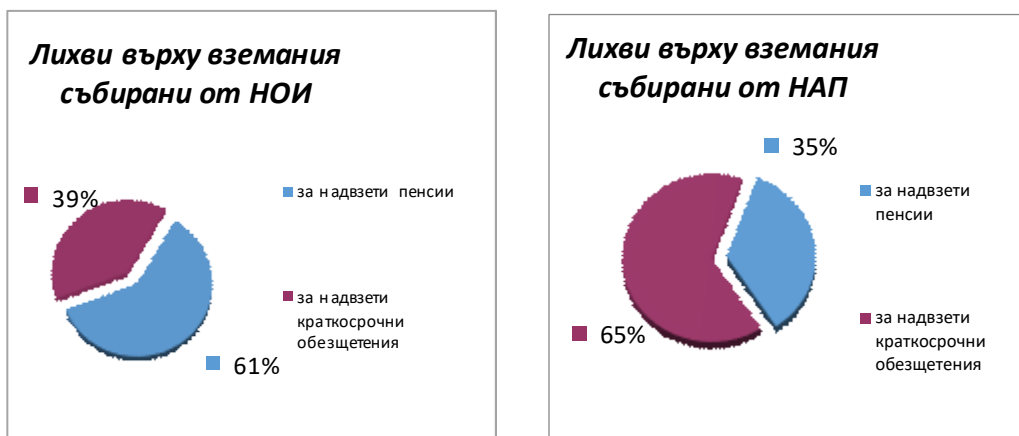 Лихви върху вземания
събирани от НОИ
39%
за надвзети пенсии
за надвзети
краткосрочни
обезщетения
61%
Лихви върху вземания
събирани от НАП
35%
за надвзети
пенсии
65%
за надвзети
краткосрочни
обезщетения